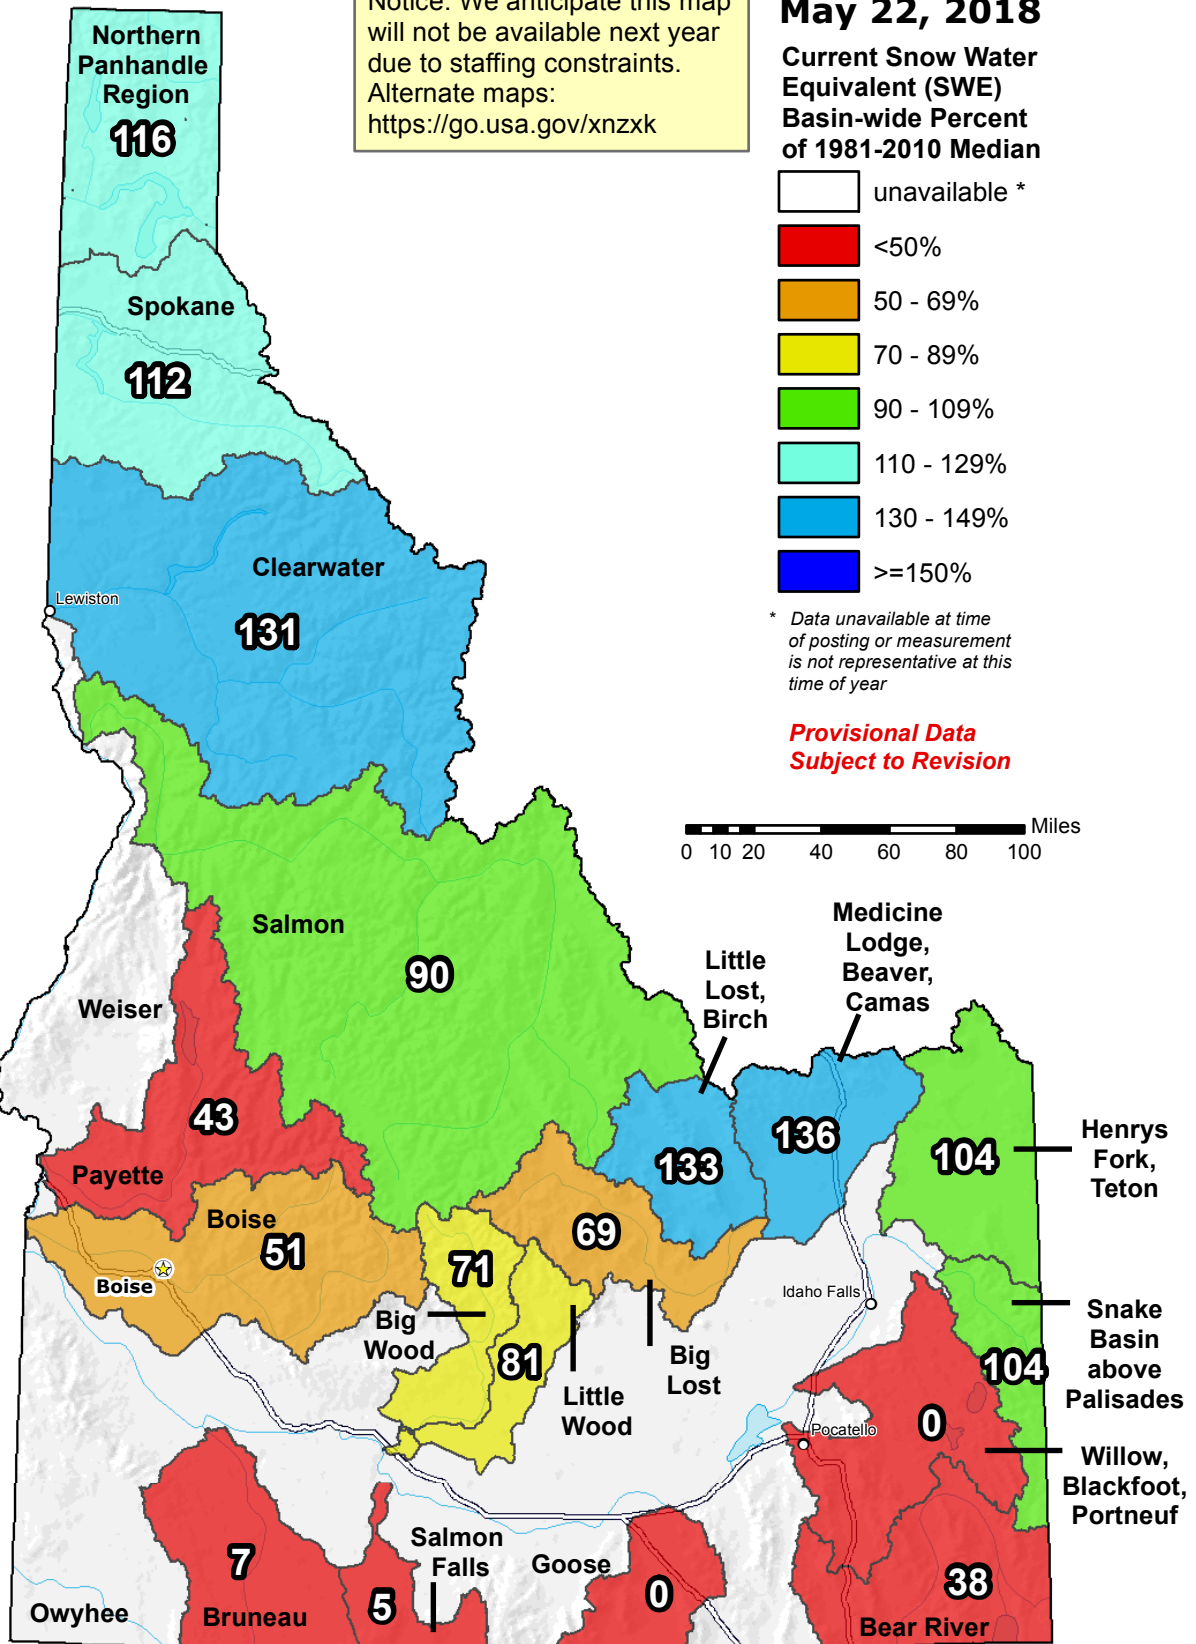 Notice: We anticipate this map
will not be available next year
due to staffing constraints.
Alternate maps:
https://go.usa.gov/xnzxk
May 22, 2018
Current Snow Water
Equivalent (SWE)
Basin-wide Percent
of 1981-2010 Median
unavailable *
<50%
50 - 69%
70 - 89%
90 - 109%
110 - 129%
130 - 149%
>=150%
* Data unavailable at time
of posting or measurement
is not representative at this
time of year
Provisional Data
Subject to Revision
Miles
0 10 20 40 60 80 100
Northern
Panhandle
Region
116
Spokane
112
Clearwater
131
Lewiston
Salmon
90
Weiser
43
Payette
Boise
51
Boise
Little
Lost,
Birch
133
Medicine
Lodge,
Beaver,
Camas
136
104
Henrys
Fork,
Teton
69
Big
Lost
71
Big
Wood
81
Little
Wood
Idaho Falls
Snake
Basin
above
Palisades
104
Pocatello
0
Willow,
Blackfoot,
Portneuf
Owyhee
7
Bruneau
5
Salmon
Falls
Goose
0
38
Bear River